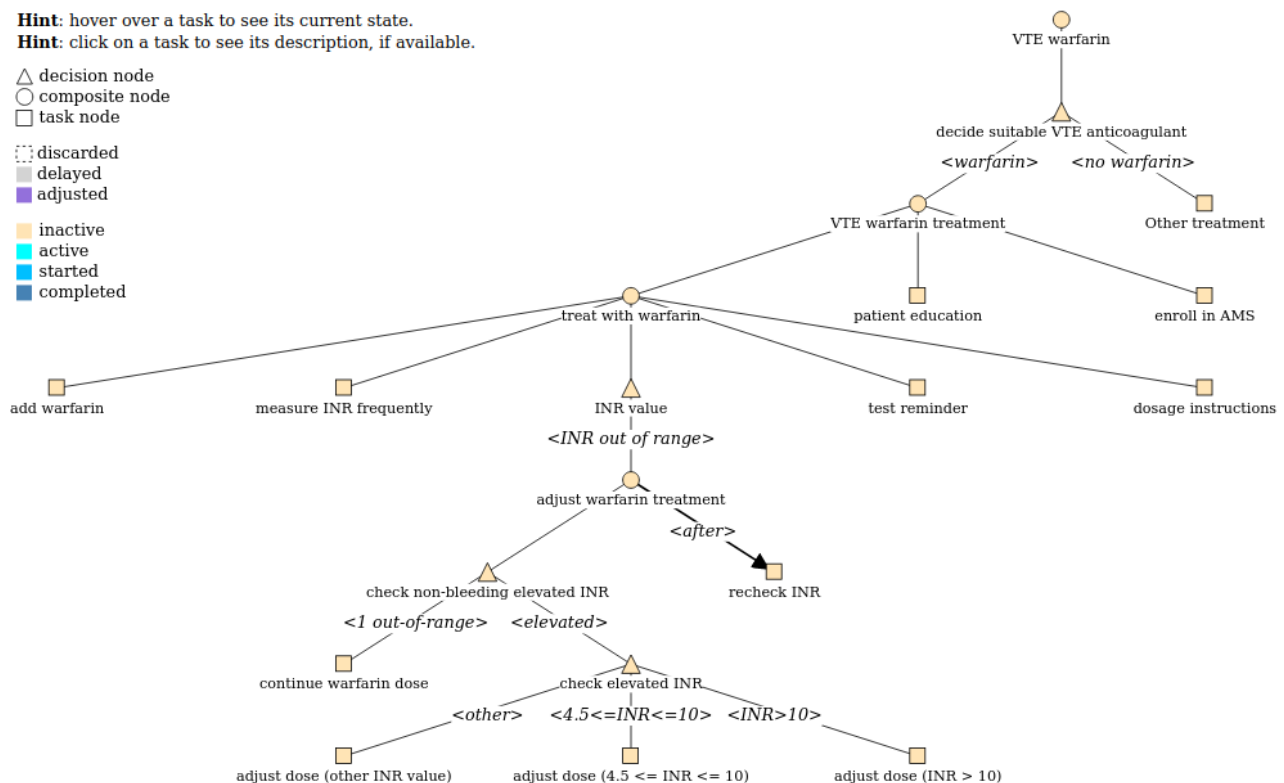 Hint: hover over a task to see its current state.
Hint: click on a task to see its description, if available.
decision node
composite node
task node
discarded
delayed
adjusted
inactive
active
started
completed
VTE warfarin
decide suitable VTE anticoagulant
<warfarin> <no warfarin>
VTE warfarin treatment Other treatment
treat with warfarin patient education enroll in AMS
add warfarin measure INR frequently INR value test reminder dosage instructions
<INR out of range>
adjust warfarin treatment
<after>
check non-bleeding elevated INR recheck INR
<1 out-of-range> <elevated>
continue warfarin dose check elevated INR
<other> <4.5<=INR<=10> <INR>10>
adjust dose (other INR value) adjust dose (4.5 <= INR <= 10) adjust dose (INR > 10)